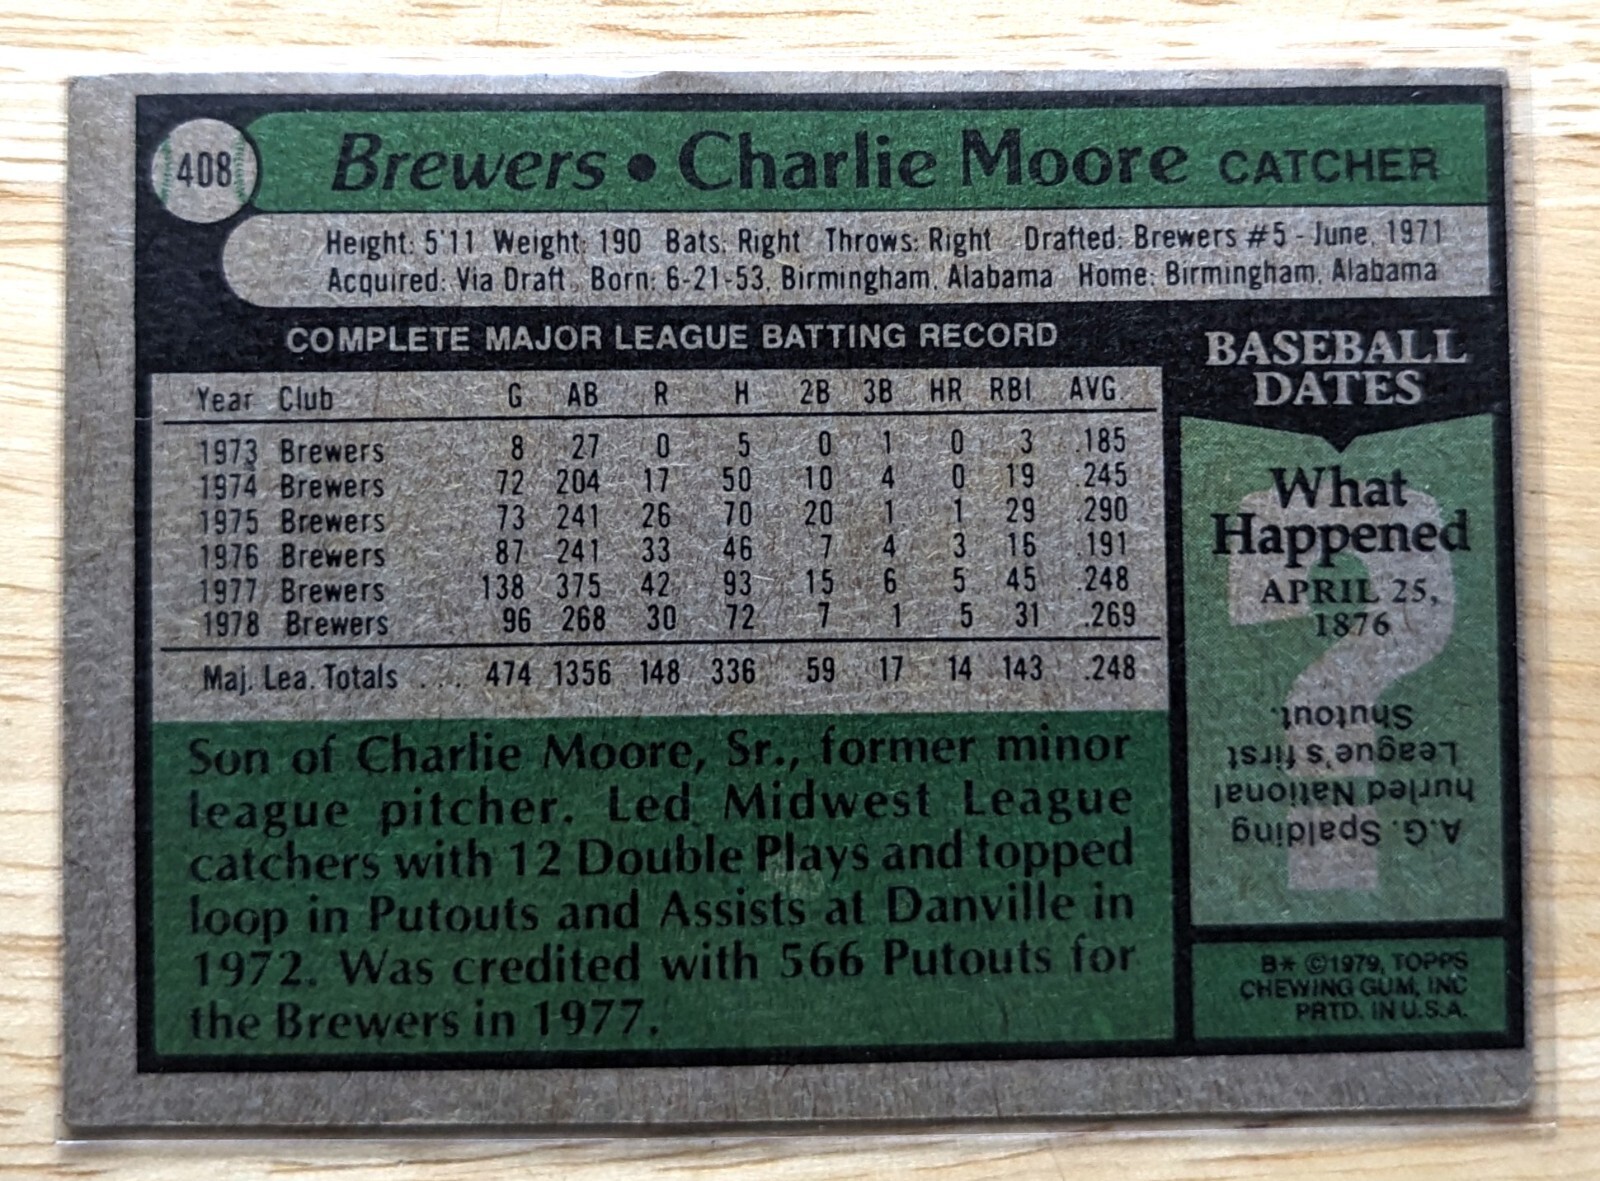 408
Brewers • Charlie Moore CATCHER
Height: 5'11 Weight: 190 Bats: Right Throws: Right Drafted: Brewers #5 - June, 1971
Acquired: Via Draft Born: 6-21-53, Birmingham, Alabama Home: Birmingham, Alabama
COMPLETE MAJOR LEAGUE BATTING RECORD
Year Club G AB R H 2B 3B HR RBI AVG.
1973 Brewers 8 27 0 5 0 1 0 3 .185
1974 Brewers 72 204 17 50 10 4 0 19 .245
1975 Brewers 73 241 26 70 20 1 1 29 .290
1976 Brewers 87 241 33 46 7 4 3 16 .191
1977 Brewers 138 375 42 93 15 6 5 45 .248
1978 Brewers 96 268 30 72 7 1 5 31 .269
Maj. Lea. Totals .... 474 1356 148 336 59 17 14 143 .248
Son of Charlie Moore, Sr., former minor
league pitcher. Led Midwest League
catchers with 12 Double Plays and topped
loop in Putouts and Assists at Danville in
1972. Was credited with 566 Putouts for
the Brewers in 1977.
BASEBALL
DATES
What
Happened
APRIL 25,
1876
?
A.G. Spalding
hurled National
League's first
Shutout.
B* ©1979, TOPPS
CHEWING GUM, INC
PRTD. IN U.S.A.